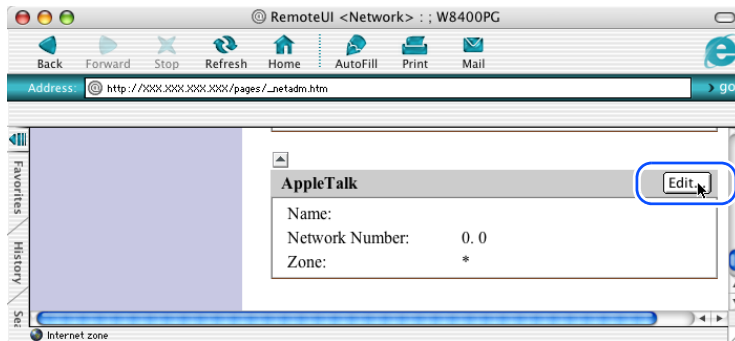 @ RemoteUI <Network> : ; W8400PG
Back Forward Stop Refresh Home AutoFill Print Mail
Address: @ http://XXX.XXX.XXX.XXX/pages/_netadm.htm go
Favorites
History
AppleTalk Edit...
Name:
Network Number: 0. 0
Zone: *
Internet zone